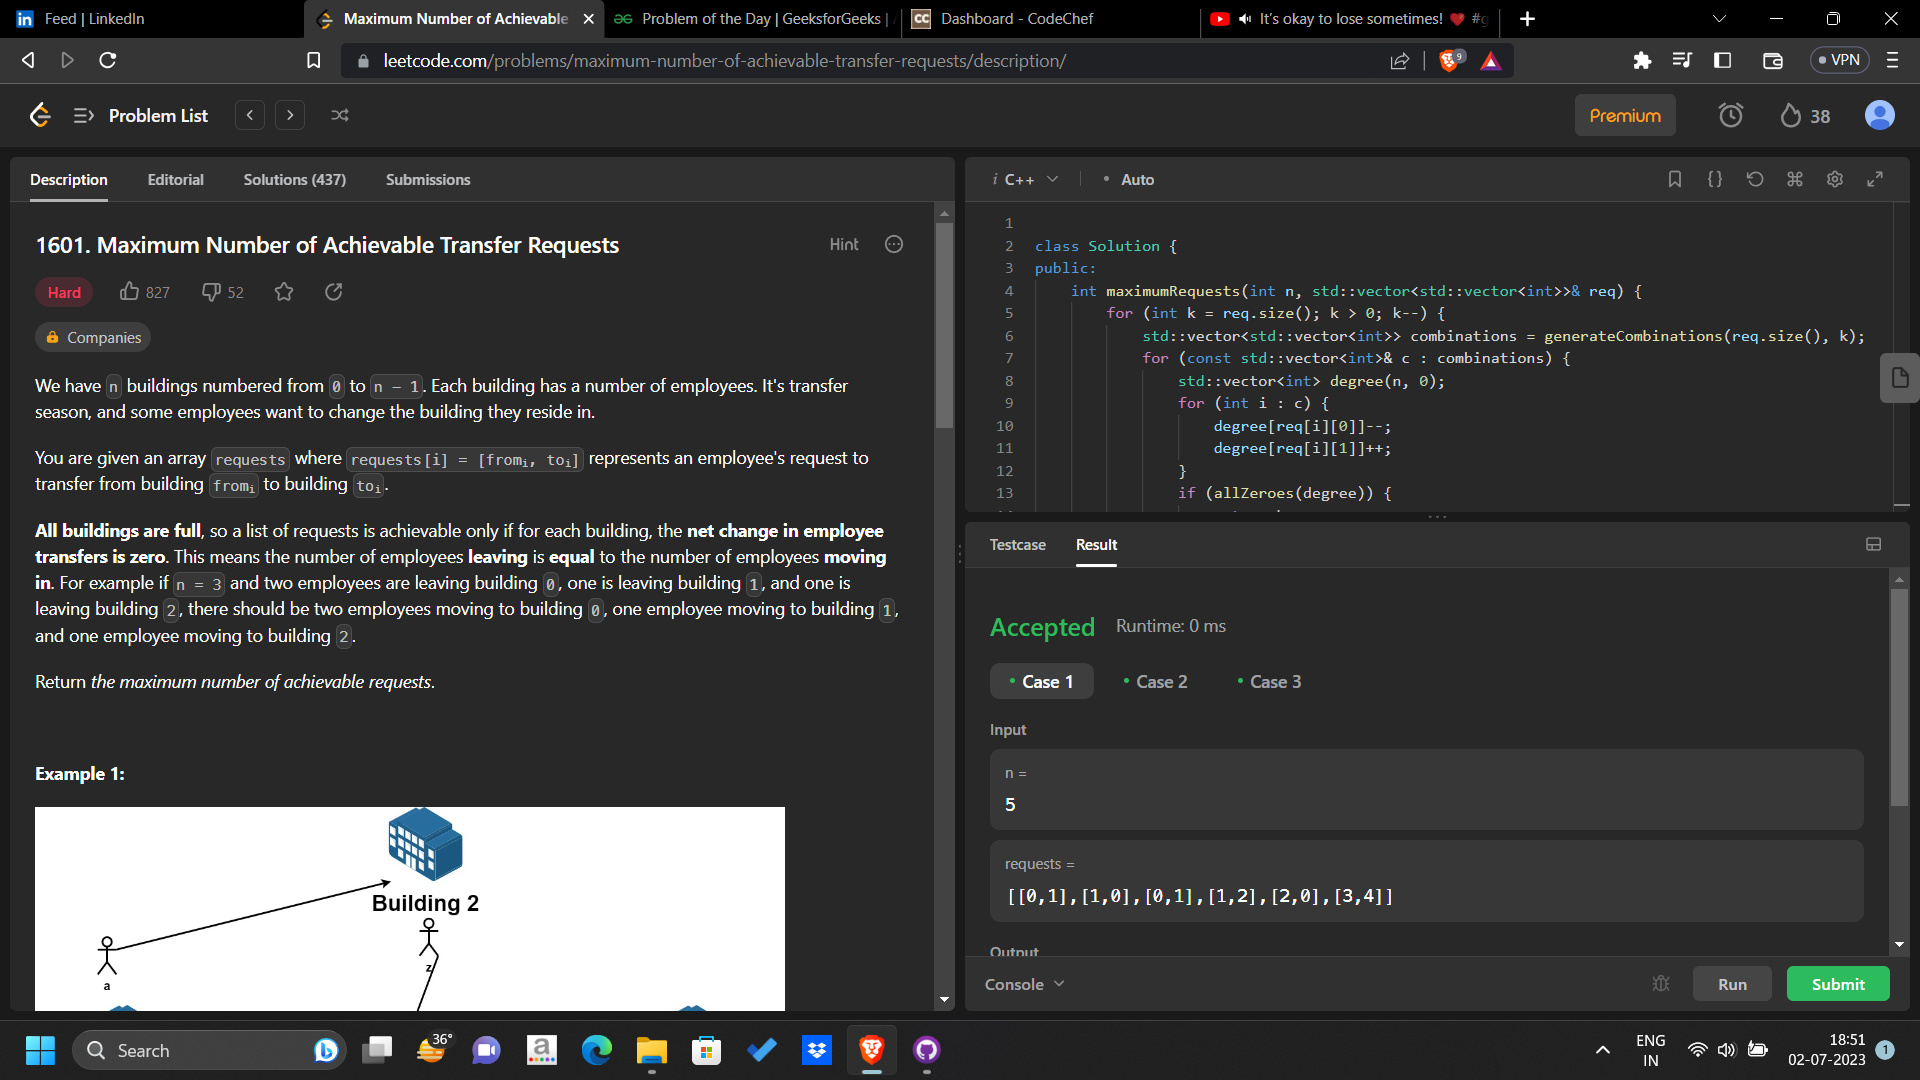 Feed | LinkedIn
Maximum Number of Achievable
Problem of the Day | GeeksforGeeks |
CC Dashboard - CodeChef
It's okay to lose sometimes! ❤️ #g
leetcode.com/problems/maximum-number-of-achievable-transfer-requests/description/
9
VPN
Problem List
Premium
38
Description Editorial Solutions (437) Submissions
1601. Maximum Number of Achievable Transfer Requests
Hint
Hard 827 52
Companies
We have n buildings numbered from 0 to n - 1. Each building has a number of employees. It's transfer
season, and some employees want to change the building they reside in.
You are given an array requests where requests[i] = [fromᵢ, toᵢ] represents an employee's request to
transfer from building fromᵢ to building toᵢ.
All buildings are full, so a list of requests is achievable only if for each building, the net change in employee
transfers is zero. This means the number of employees leaving is equal to the number of employees moving
in. For example if n = 3 and two employees are leaving building 0, one is leaving building 1, and one is
leaving building 2, there should be two employees moving to building 0, one employee moving to building 1,
and one employee moving to building 2.
Return the maximum number of achievable requests.
Example 1:
Building 2
a
z
i C++ • Auto
1
2 class Solution {
3 public:
4 int maximumRequests(int n, std::vector<std::vector<int>>& req) {
5 for (int k = req.size(); k > 0; k--) {
6 std::vector<std::vector<int>> combinations = generateCombinations(req.size(), k);
7 for (const std::vector<int>& c : combinations) {
8 std::vector<int> degree(n, 0);
9 for (int i : c) {
10 degree[req[i][0]]--;
11 degree[req[i][1]]++;
12 }
13 if (allZeroes(degree)) {
Testcase Result
Accepted Runtime: 0 ms
• Case 1 • Case 2 • Case 3
Input
n =
5
requests =
[[0,1],[1,0],[0,1],[1,2],[2,0],[3,4]]
Output
Console
Run
Submit
Search
36°
a
ENG
IN
18:51
02-07-2023
1